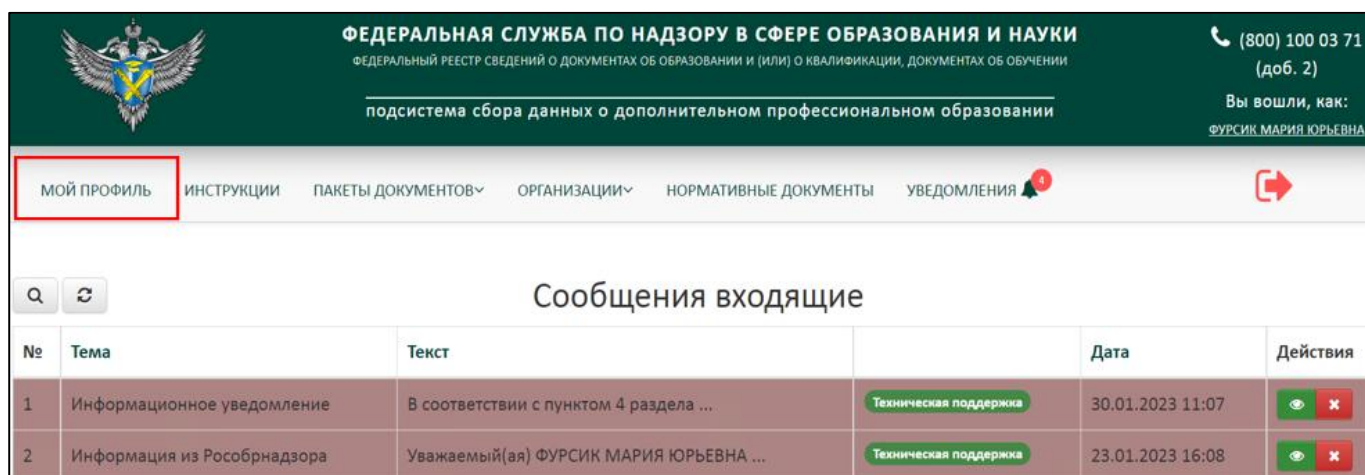 ФЕДЕРАЛЬНАЯ СЛУЖБА ПО НАДЗОРУ В СФЕРЕ ОБРАЗОВАНИЯ И НАУКИ
ФЕДЕРАЛЬНЫЙ РЕЕСТР СВЕДЕНИЙ О ДОКУМЕНТАХ ОБ ОБРАЗОВАНИИ И (ИЛИ) О КВАЛИФИКАЦИИ, ДОКУМЕНТАХ ОБ ОБУЧЕНИИ
подсистема сбора данных о дополнительном профессиональном образовании
(800) 100 03 71
(доб. 2)
Вы вошли, как:
ФУРСИК МАРИЯ ЮРЬЕВНА
МОЙ ПРОФИЛЬ ИНСТРУКЦИИ ПАКЕТЫ ДОКУМЕНТОВ ОРГАНИЗАЦИИ НОРМАТИВНЫЕ ДОКУМЕНТЫ УВЕДОМЛЕНИЯ 4
Сообщения входящие
№ Тема Текст Дата Действия
1 Информационное уведомление В соответствии с пунктом 4 раздела ... Техническая поддержка 30.01.2023 11:07
2 Информация из Рособрнадзора Уважаемый(ая) ФУРСИК МАРИЯ ЮРЬЕВНА ... Техническая поддержка 23.01.2023 16:08